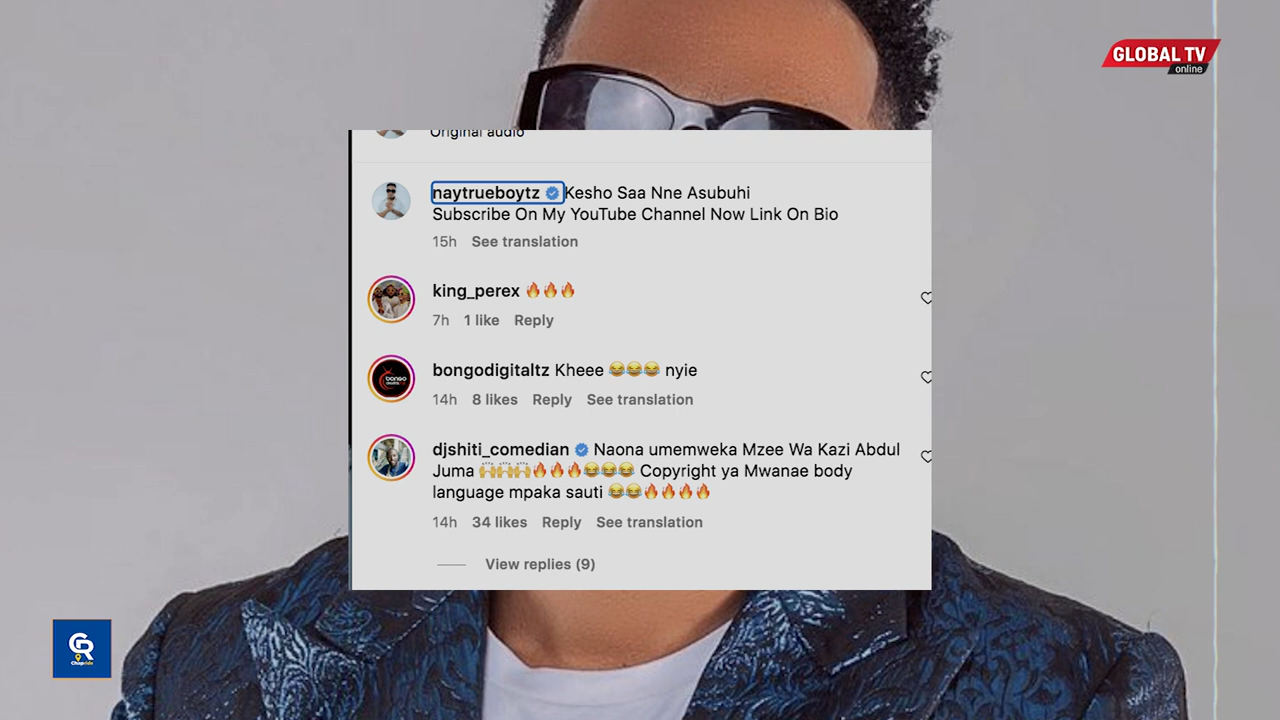 GLOBAL TV
online
Original audio
naytrueboytz Kesho Saa Nne Asubuhi
Subscribe On My YouTube Channel Now Link On Bio
15h See translation
king_perex 🔥🔥🔥
7h 1 like Reply
bongodigitaltz Kheee 😂😂😂 nyie
14h 8 likes Reply See translation
djshiti_comedian Naona umemweka Mzee Wa Kazi Abdul
Juma 🙌🙌🙌🔥🔥🔥😂😂😂 Copyright ya Mwanae body
language mpaka sauti 😂😂🔥🔥🔥🔥
14h 34 likes Reply See translation
View replies (9)
GR
Chapride